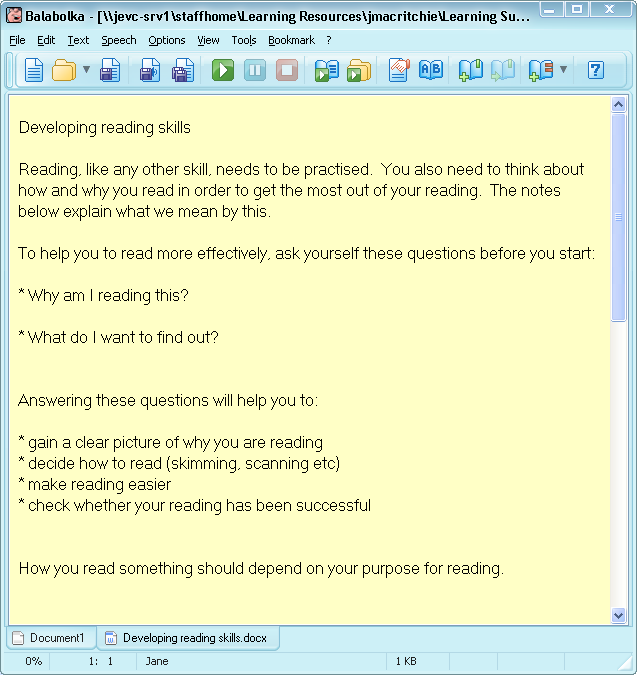 Balabolka - [\\jevc-srv1\staffhome\Learning Resources\jmacritchie\Learning Su...
File Edit Text Speech Options View Tools Bookmark ?
Developing reading skills
Reading, like any other skill, needs to be practised.  You also need to think about
how and why you read in order to get the most out of your reading.  The notes
below explain what we mean by this.
To help you to read more effectively, ask yourself these questions before you start:
* Why am I reading this?
* What do I want to find out?
Answering these questions will help you to:
* gain a clear picture of why you are reading
* decide how to read (skimming, scanning etc)
* make reading easier
* check whether your reading has been successful
How you read something should depend on your purpose for reading.
Document1 Developing reading skills.docx
0% 1: 1 Jane 1 KB